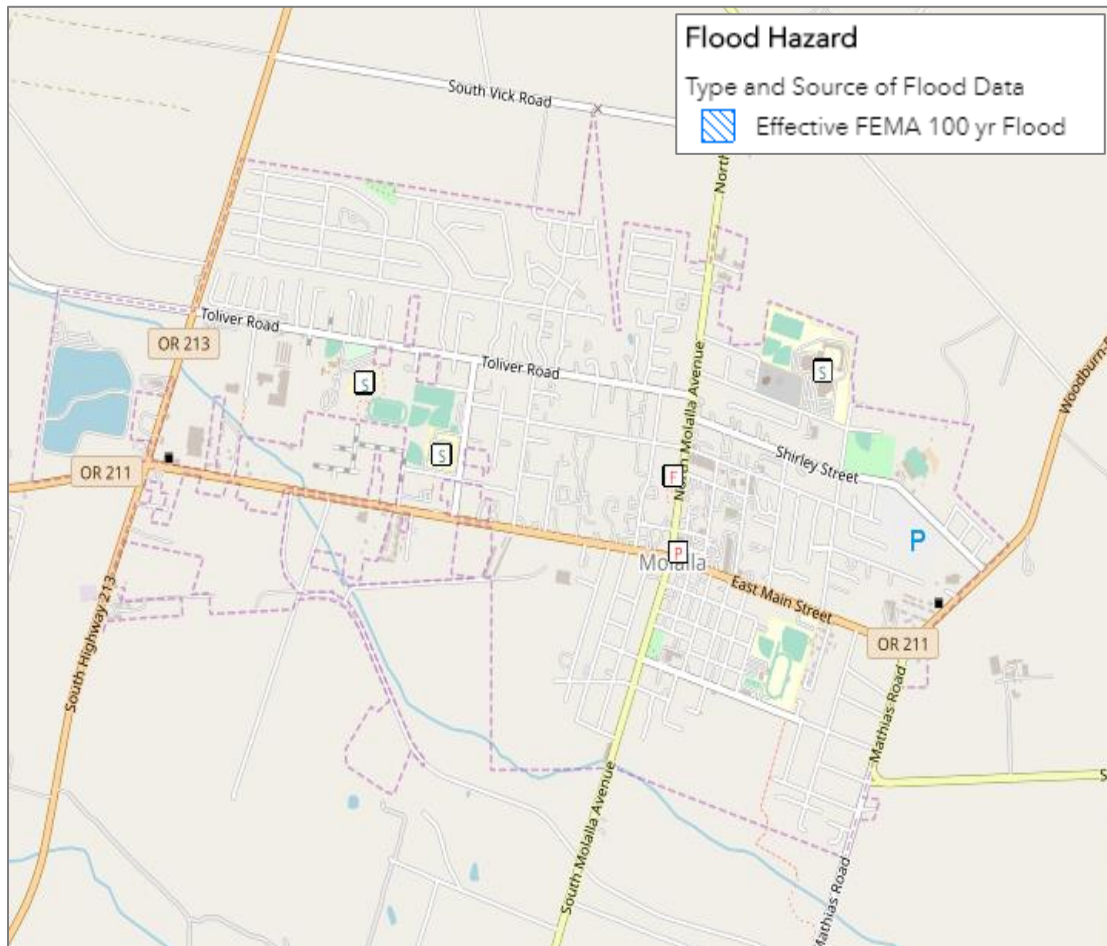 Flood Hazard
Type and Source of Flood Data
Effective FEMA 100 yr Flood
South Vick Road
North
Toliver Road
OR 213
Toliver Road
S
S
North Molalla Avenue
Woodburn-
OR 211
S
Shirley Street
F
P
P
Molalla
East Main Street
OR 211
South Highway 213
Mathias Road
S
South Molalla Avenue
Mathias Road